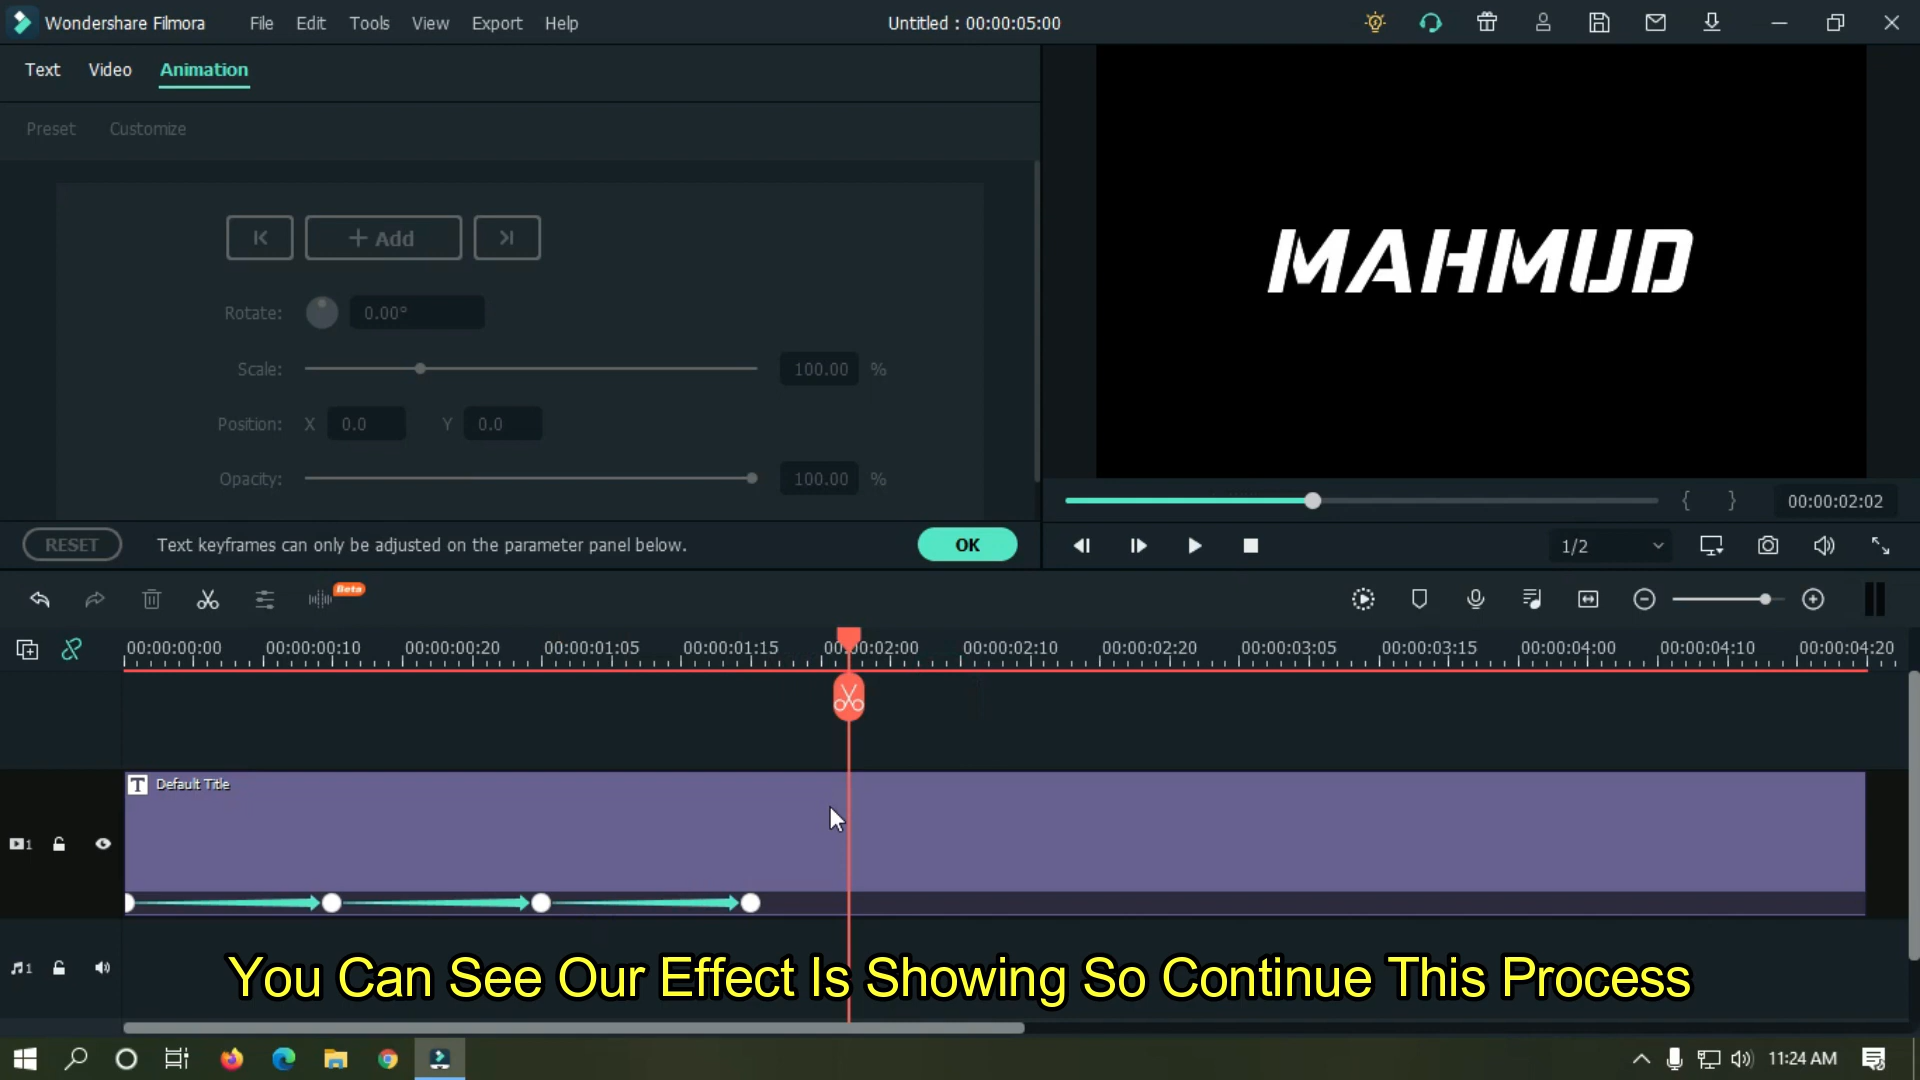 Wondershare Filmora File Edit Tools View Export Help Untitled : 00:00:05:00
Text Video Animation
Preset Customize
Add
Rotate: 0.00°
Scale: 100.00 %
Position: X 0.0 Y 0.0
Opacity: 100.00 %
RESET Text keyframes can only be adjusted on the parameter panel below. OK
MAHMUD
{ } 00:00:02:02
1/2
Beta
00:00:00:00 00:00:00:10 00:00:00:20 00:00:01:05 00:00:01:15 00:00:02:00 00:00:02:10 00:00:02:20 00:00:03:05 00:00:03:15 00:00:04:00 00:00:04:10 00:00:04:20
T Default Title
1
1
You Can See Our Effect Is Showing So Continue This Process
11:24 AM